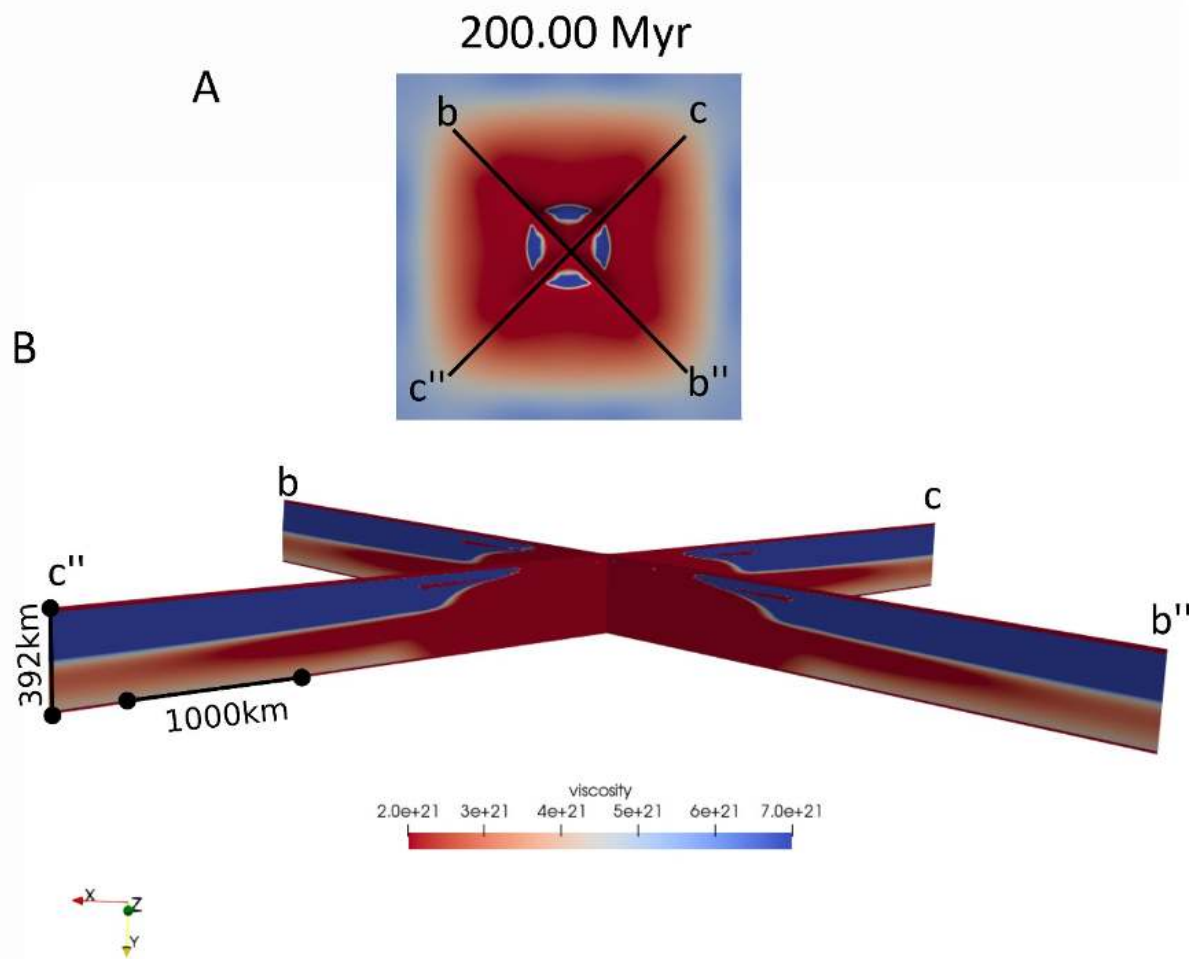 200.00 Myr
A
b
c
c''
b''
B
b
c
c''
b''
392km
1000km
viscosity
2.0e+21 3e+21 4e+21 5e+21 6e+21 7.0e+21
X
Z
Y